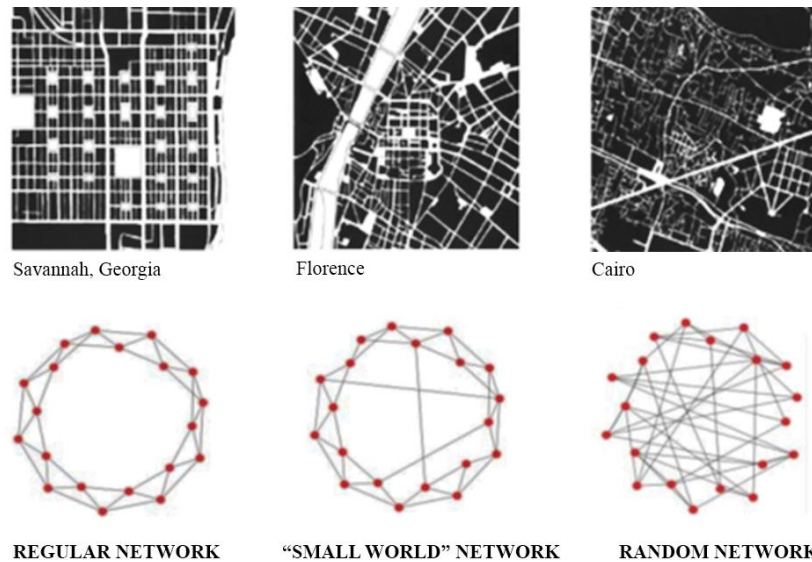 Savannah, Georgia
Florence
Cairo
REGULAR NETWORK
“SMALL WORLD” NETWORK
RANDOM NETWORK